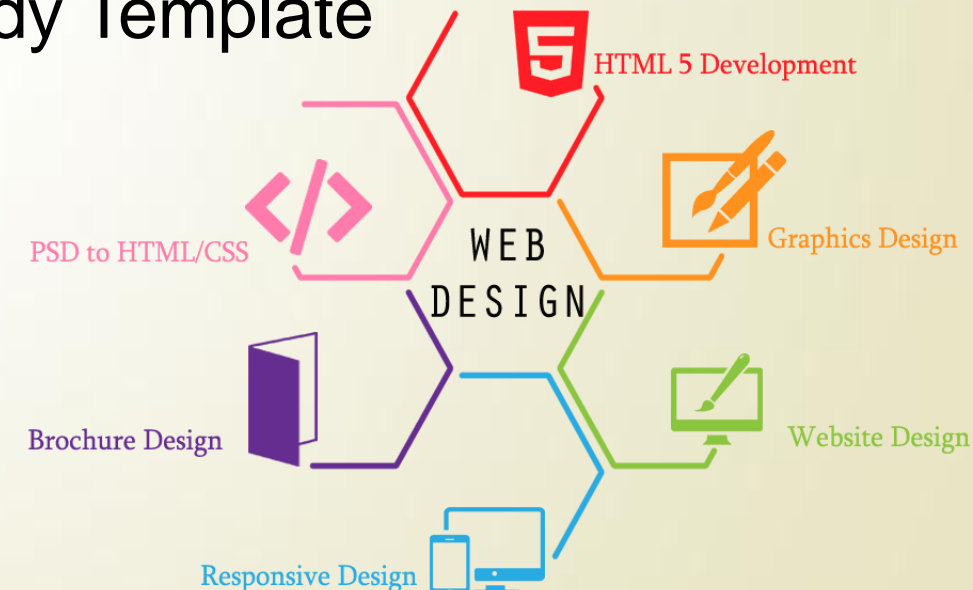 dy Template
5
HTML 5 Development
Graphics Design
PSD to HTML/CSS
WEB
DESIGN
Brochure Design
Website Design
Responsive Design